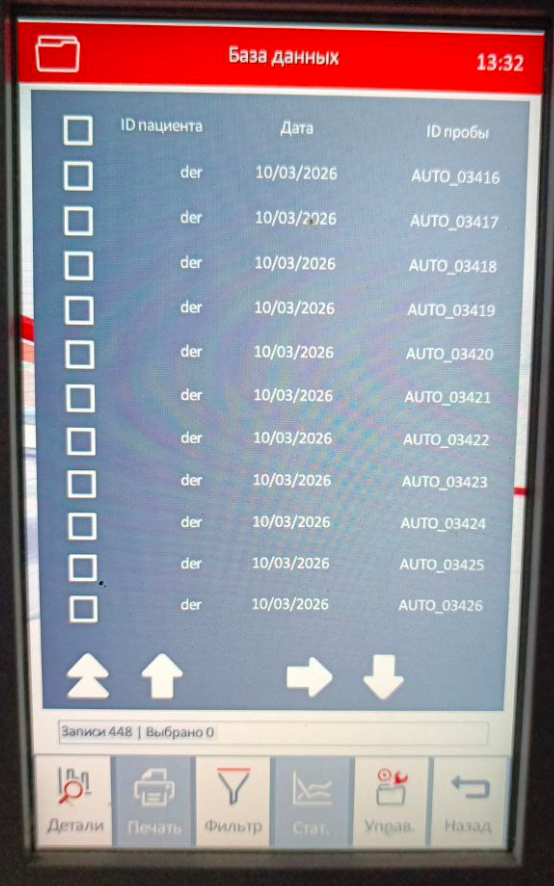 База данных 13:32
ID пациента Дата ID пробы
der 10/03/2026 AUTO_03416
der 10/03/2026 AUTO_03417
der 10/03/2026 AUTO_03418
der 10/03/2026 AUTO_03419
der 10/03/2026 AUTO_03420
der 10/03/2026 AUTO_03421
der 10/03/2026 AUTO_03422
der 10/03/2026 AUTO_03423
der 10/03/2026 AUTO_03424
der 10/03/2026 AUTO_03425
der 10/03/2026 AUTO_03426
Записи 448 | Выбрано 0
Детали Печать Фильтр Стат. Управ. Назад